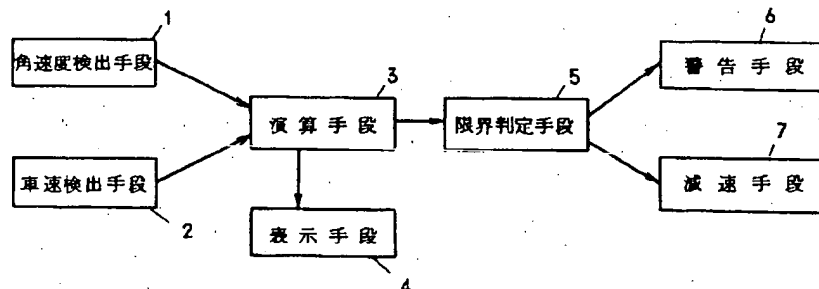 1
角速度検出手段
車速検出手段
2
3
演算手段
表示手段
4
5
限界判定手段
6
警告手段
7
減速手段